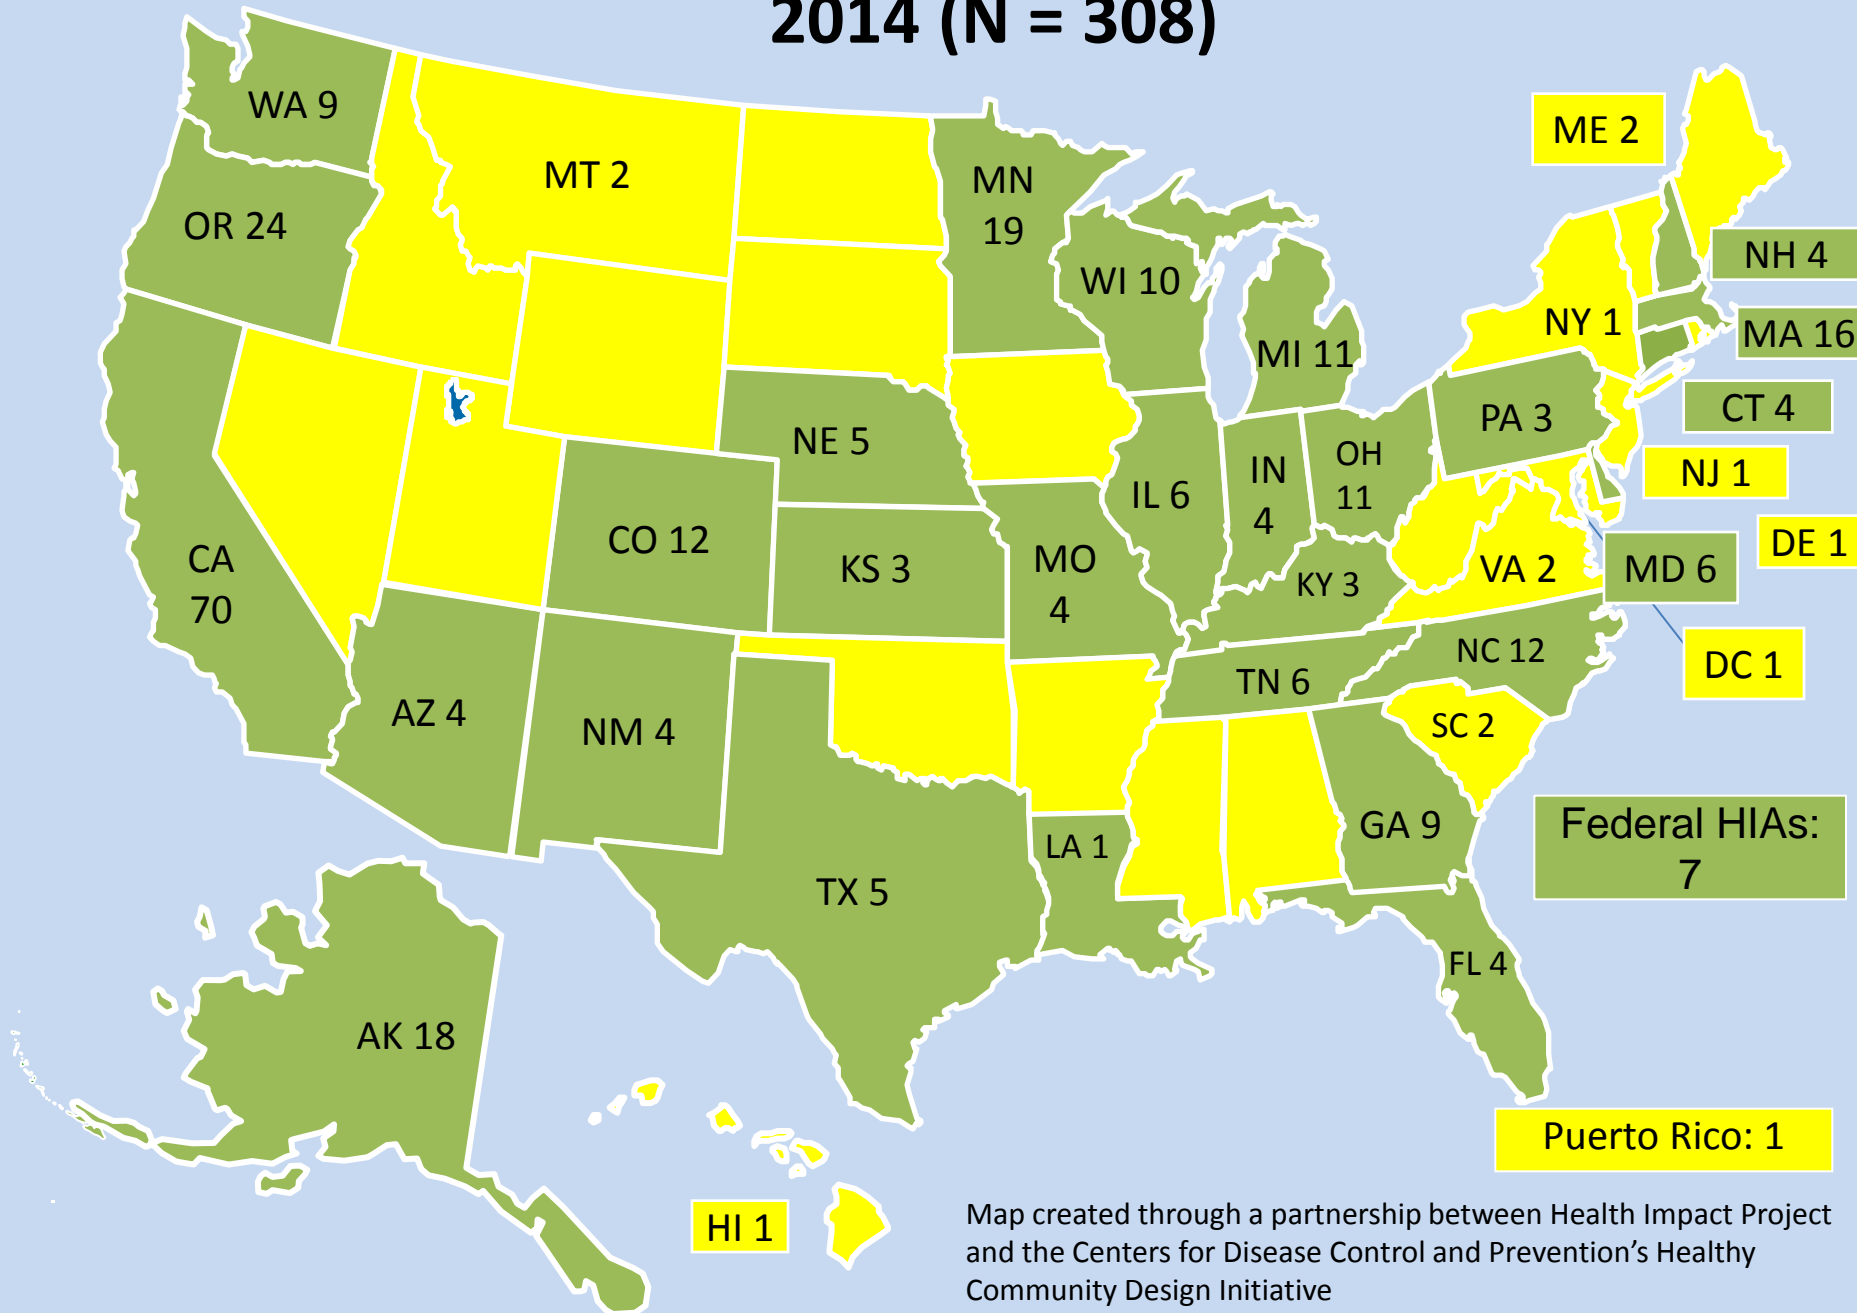 2014 (N = 308)
WA 9
MT 2
ME 2
MN
19
OR 24
NH 4
WI 10
NY 1
MA 16
MI 11
CT 4
PA 3
NE 5
OH
11
IN
4
NJ 1
IL 6
CO 12
DE 1
CA
70
KS 3
MO
4
VA 2
MD 6
KY 3
NC 12
DC 1
TN 6
AZ 4
NM 4
SC 2
GA 9
Federal HIAs:
7
LA 1
TX 5
FL 4
AK 18
Puerto Rico: 1
HI 1
Map created through a partnership between Health Impact Project
and the Centers for Disease Control and Prevention’s Healthy
Community Design Initiative